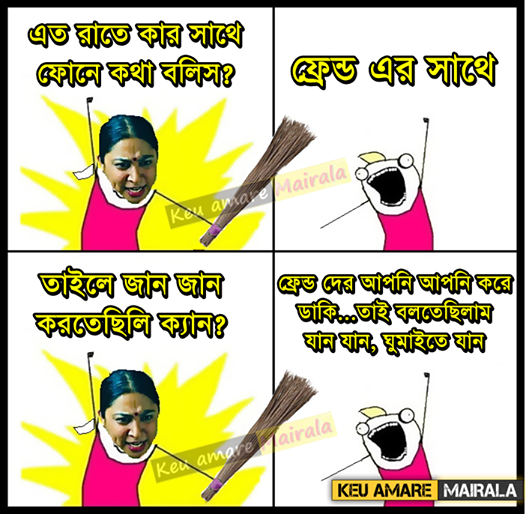 এত রাতে কার সাথে
ফোনে কথা বলিস?
ফ্রেন্ড এর সাথে
Keu amare Mairala
তাইলে জান জান
করতেছিলি ক্যান?
ফ্রেন্ড দের আপনি আপনি করে
ডাকি...তাই বলতেছিলাম
যান যান, ঘুমাইতে যান
Keu amare Mairala
KEU AMARE MAIRALA